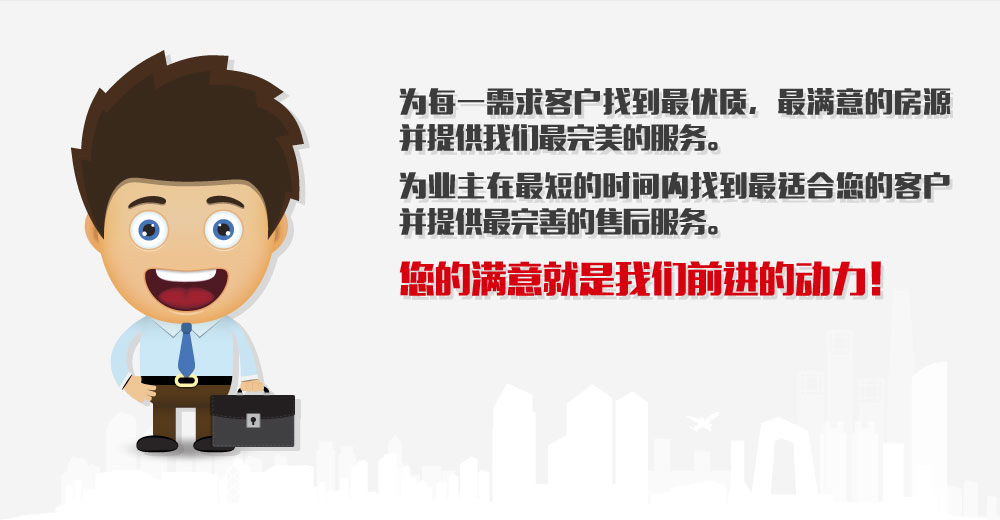 为每一需求客户找到最优质，最满意的房源
并提供我们最完美的服务。
为业主在最短的时间内找到最适合您的客户
并提供最完善的售后服务。
您的满意就是我们前进的动力！